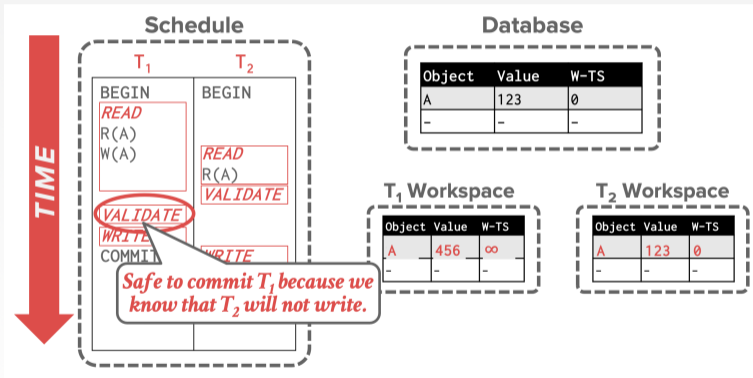 Schedule
TIME
T1
T2
BEGIN
READ
R(A)
W(A)
VALIDATE
WRITE
COMMIT
BEGIN
READ
R(A)
VALIDATE
WRITE
Safe to commit T1 because we
know that T2 will not write.
Database
Object Value W-TS
A 123 0
- - -
T1 Workspace
Object Value W-TS
A 456 ∞
- - -
T2 Workspace
Object Value W-TS
A 123 0
- - -